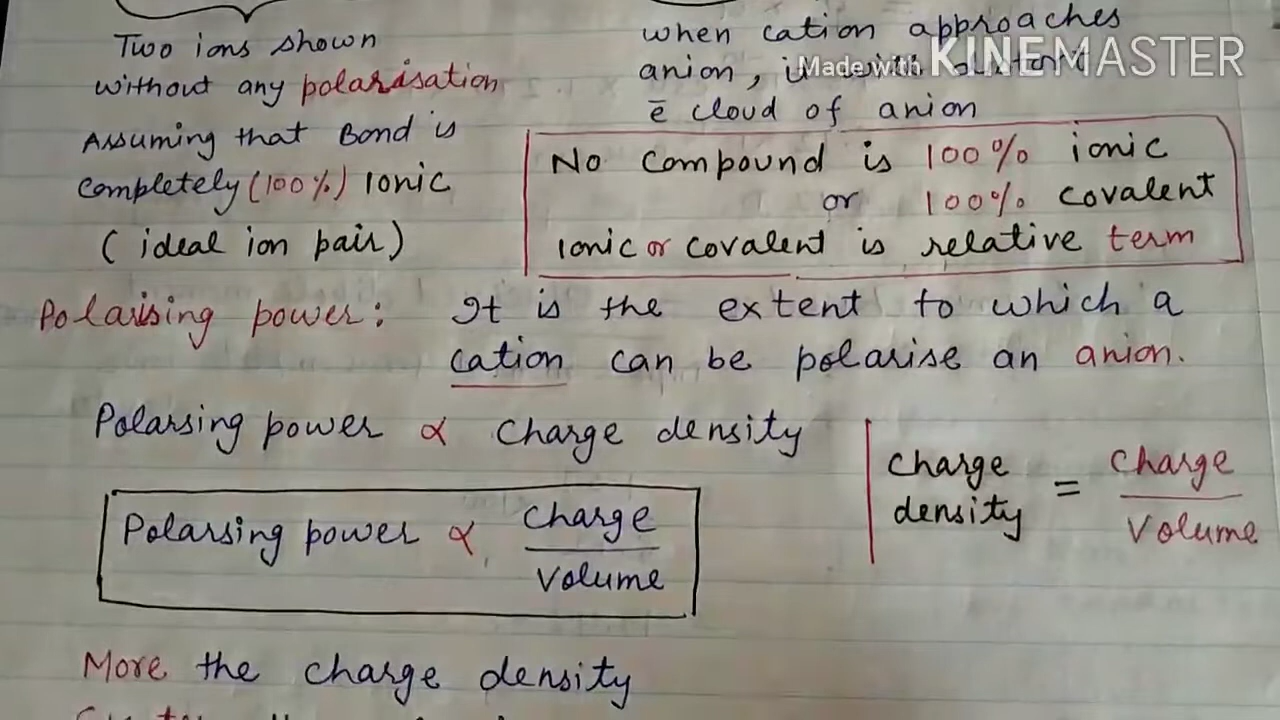 Two ions shown
without any polarisation
Assuming that Bond is
completely (100%) Ionic
( ideal ion pair )
when cation approaches
anion, it will distort
ē cloud of anion
Made with KINEMASTER
No compound is 100% ionic
or 100% covalent
Ionic or covalent is relative term
Polarising power: It is the extent to which a
cation can be polarise an anion.
Polarsing power ∝ charge density
charge density = charge / volume
Polarsing power ∝ charge / volume
More the charge density